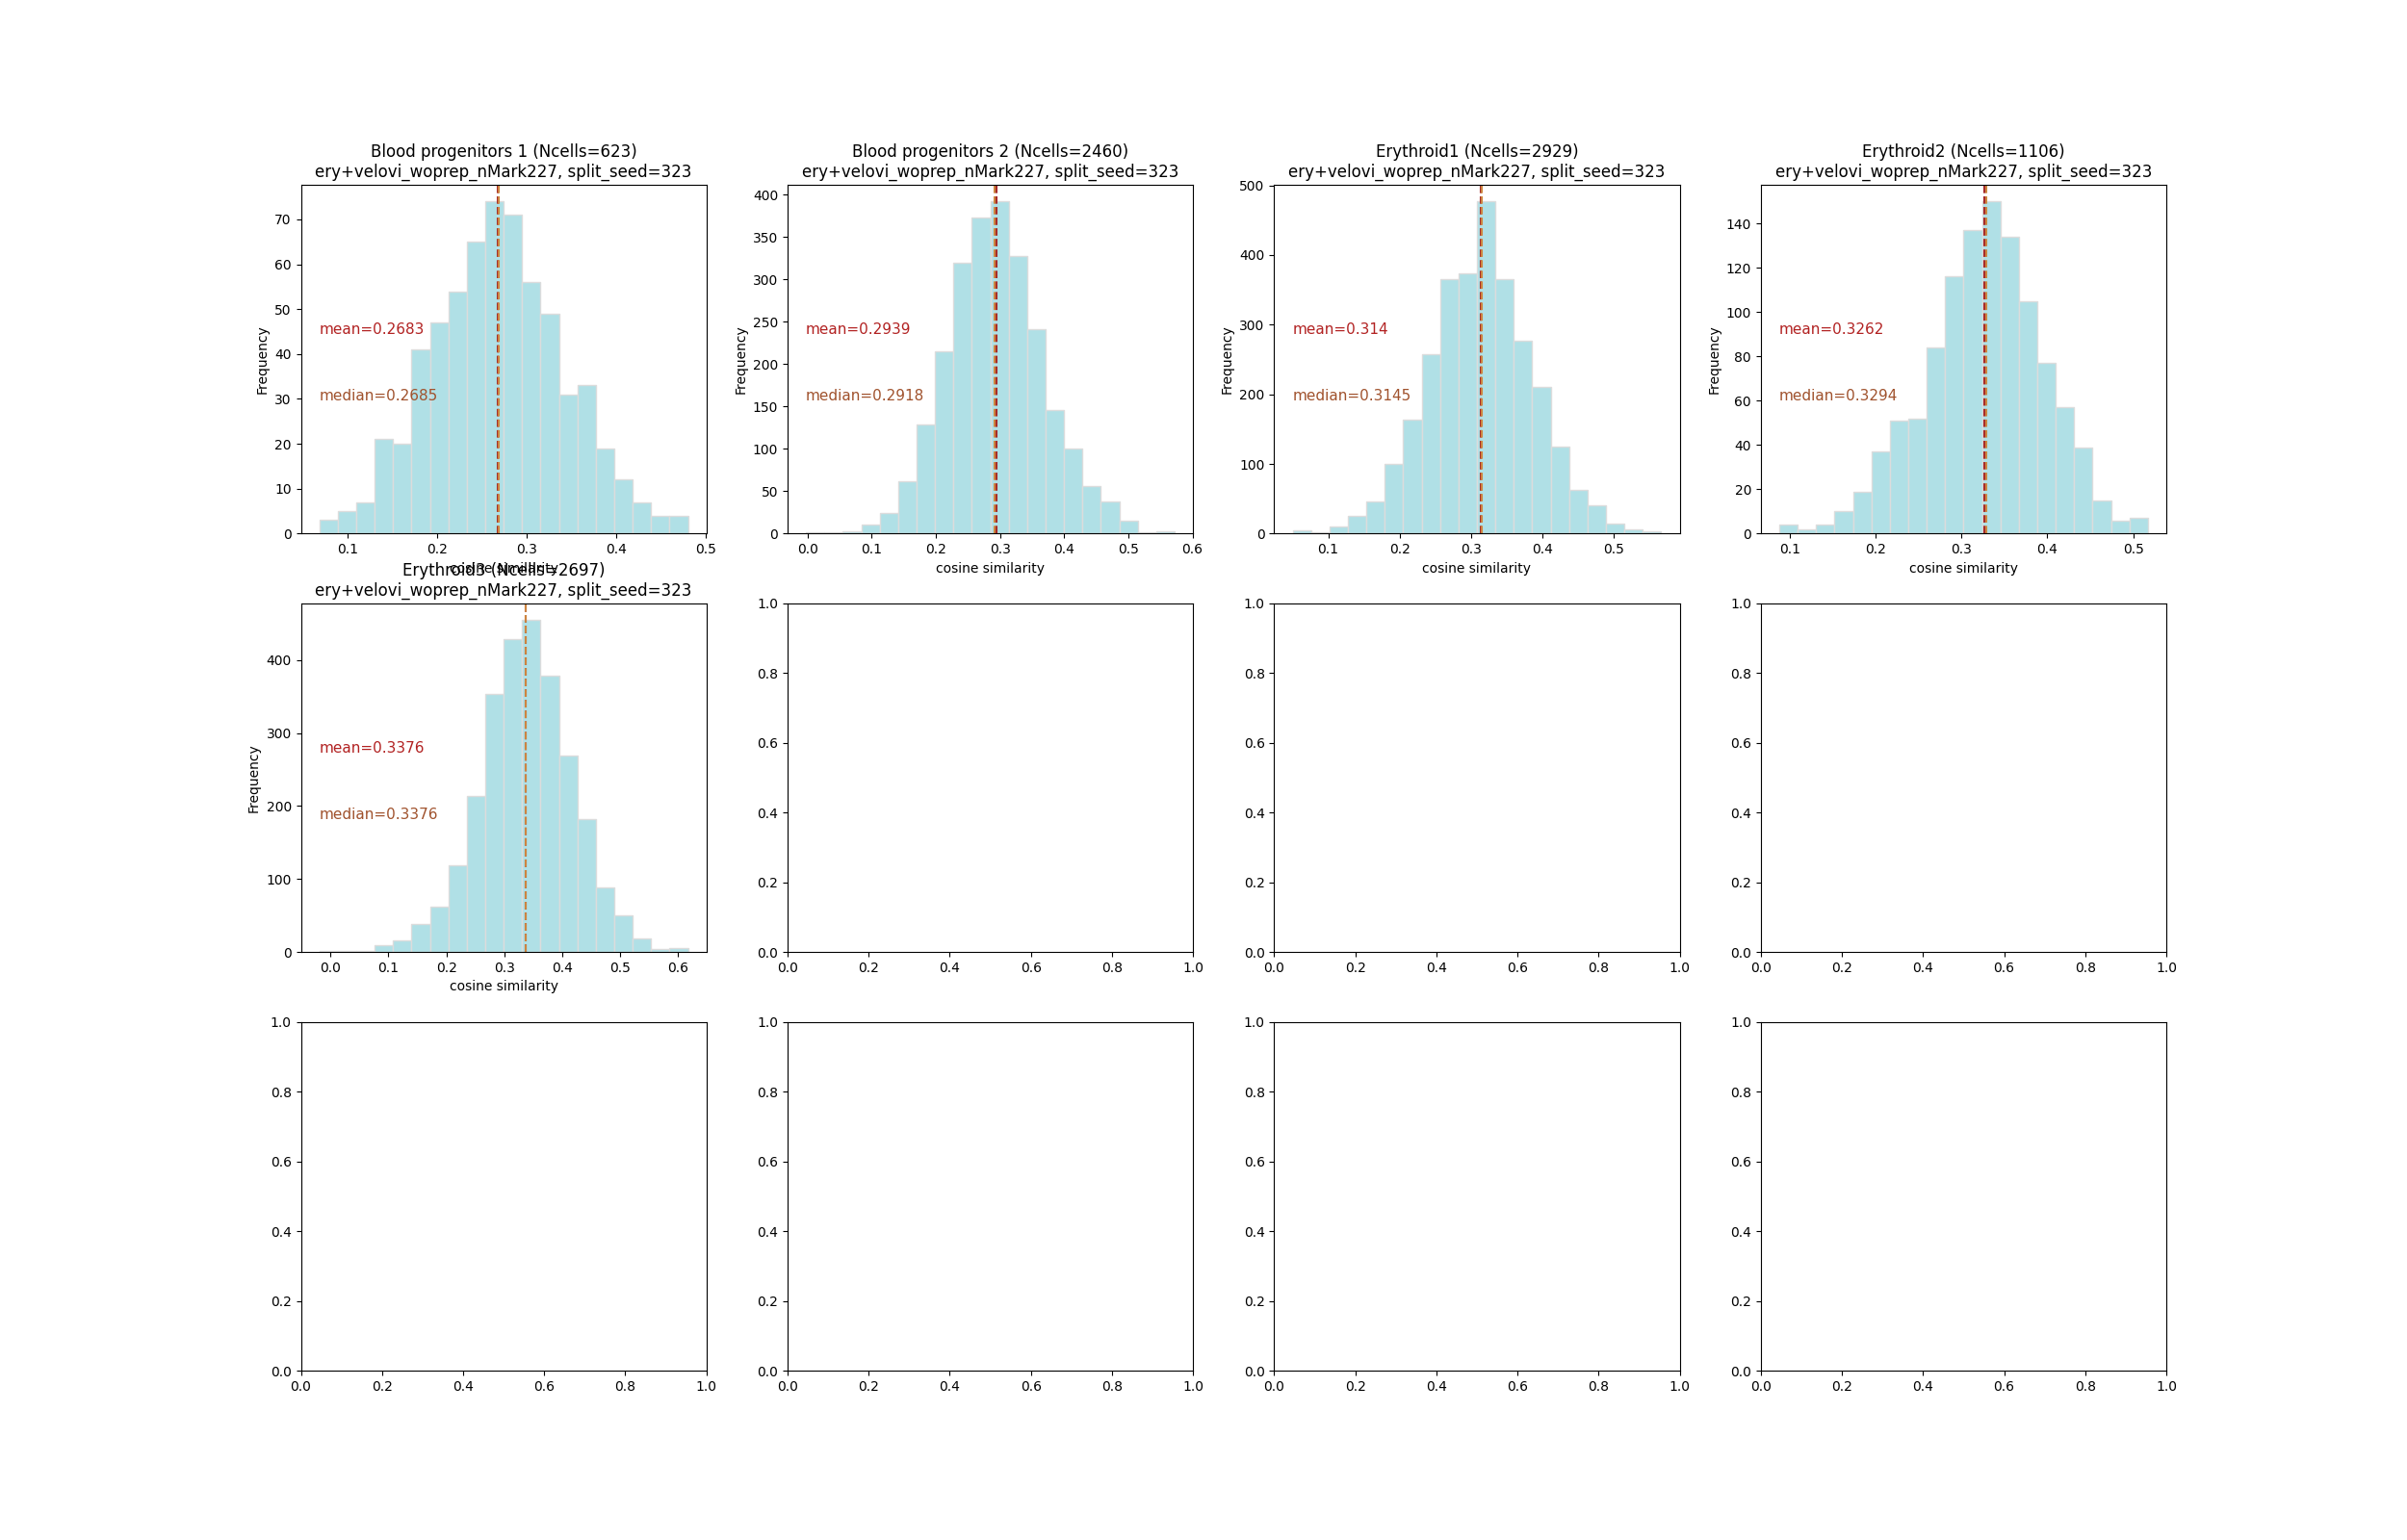 Blood progenitors 1 (Ncells=623)
ery+velovi_woprep_nMark227, split_seed=323
Frequency
70
60
50
40
30
20
10
0
mean=0.2683
median=0.2685
0.1 0.2 0.3 0.4 0.5
cosine similarity
Blood progenitors 2 (Ncells=2460)
ery+velovi_woprep_nMark227, split_seed=323
Frequency
400
350
300
250
200
150
100
50
0
mean=0.2939
median=0.2918
0.0 0.1 0.2 0.3 0.4 0.5 0.6
cosine similarity
Erythroid1 (Ncells=2929)
ery+velovi_woprep_nMark227, split_seed=323
Frequency
500
400
300
200
100
0
mean=0.314
median=0.3145
0.1 0.2 0.3 0.4 0.5
cosine similarity
Erythroid2 (Ncells=1106)
ery+velovi_woprep_nMark227, split_seed=323
Frequency
140
120
100
80
60
40
20
0
mean=0.3262
median=0.3294
0.1 0.2 0.3 0.4 0.5
cosine similarity
Erythroid3 (Ncells=2697)
ery+velovi_woprep_nMark227, split_seed=323
Frequency
400
300
200
100
0
mean=0.3376
median=0.3376
0.0 0.1 0.2 0.3 0.4 0.5 0.6
cosine similarity
1.0
0.8
0.6
0.4
0.2
0.0
0.0 0.2 0.4 0.6 0.8 1.0
1.0
0.8
0.6
0.4
0.2
0.0
0.0 0.2 0.4 0.6 0.8 1.0
1.0
0.8
0.6
0.4
0.2
0.0
0.0 0.2 0.4 0.6 0.8 1.0
1.0
0.8
0.6
0.4
0.2
0.0
0.0 0.2 0.4 0.6 0.8 1.0
1.0
0.8
0.6
0.4
0.2
0.0
0.0 0.2 0.4 0.6 0.8 1.0
1.0
0.8
0.6
0.4
0.2
0.0
0.0 0.2 0.4 0.6 0.8 1.0
1.0
0.8
0.6
0.4
0.2
0.0
0.0 0.2 0.4 0.6 0.8 1.0